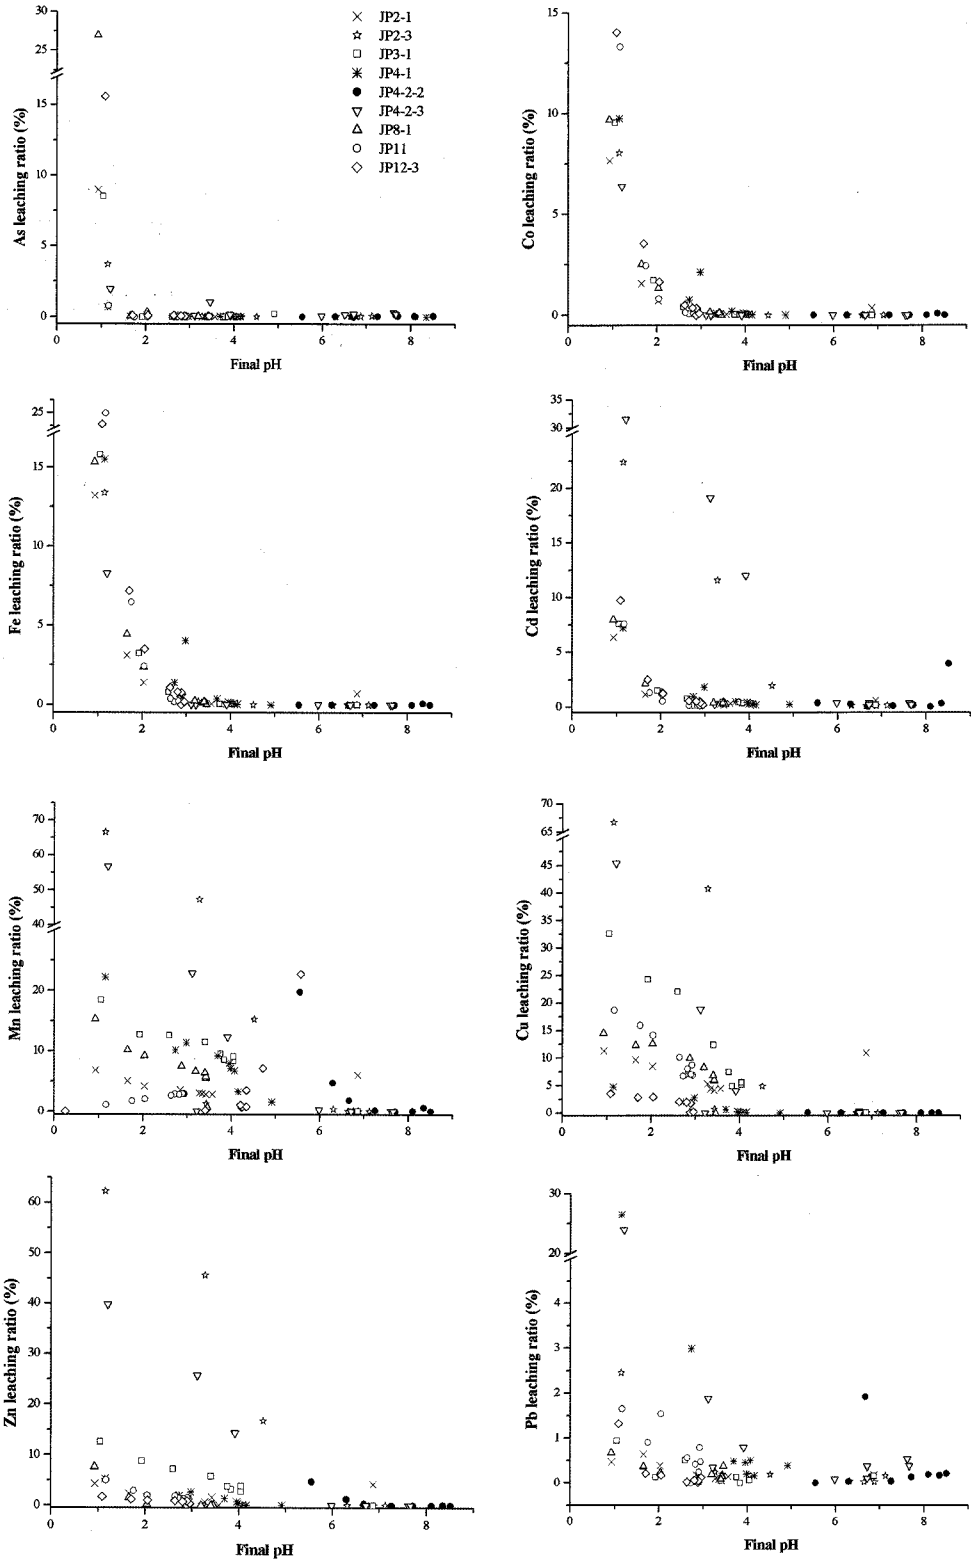 30
25
15
10
5
0
As leaching ratio (%)
0 2 4 6 8
Final pH
JP2-1
JP2-3
JP3-1
JP4-1
JP4-2-2
JP4-2-3
JP8-1
JP11
JP12-3
15
10
5
0
Co leaching ratio (%)
0 2 4 6 8
Final pH
25
15
10
5
0
Fe leaching ratio (%)
0 2 4 6 8
Final pH
35
30
20
15
10
5
0
Cd leaching ratio (%)
0 2 4 6 8
Final pH
70
60
50
40
20
10
0
Mn leaching ratio (%)
0 2 4 6 8
Final pH
70
65
45
40
35
30
25
20
15
10
5
0
Cu leaching ratio (%)
0 2 4 6 8
Final pH
60
50
40
30
20
10
0
Zn leaching ratio (%)
0 2 4 6 8
Final pH
30
20
4
3
2
1
0
Pb leaching ratio (%)
0 2 4 6 8
Final pH